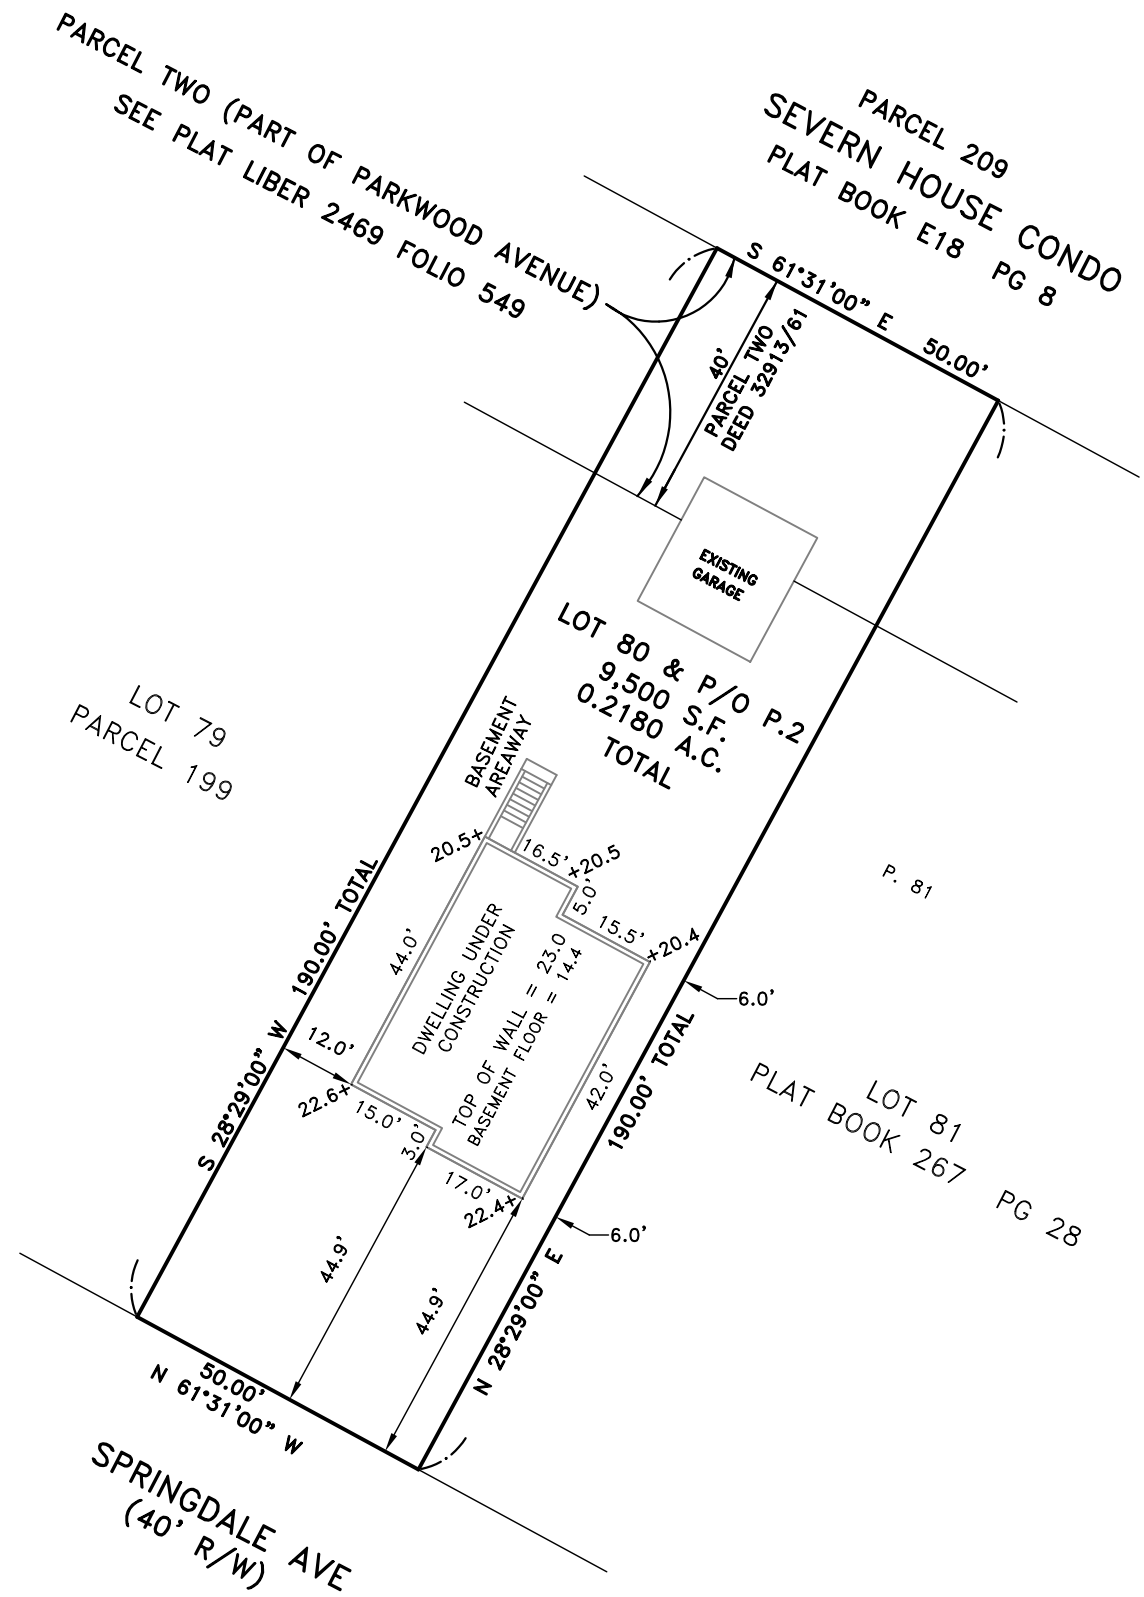 PARCEL TWO (PART OF PARKWOOD AVENUE)
SEE PLAT LIBER 2469 FOLIO 549
PARCEL 209
SEVERN HOUSE CONDO
PLAT BOOK E18 PG 8
S 61°31'00" E 50.00'
40'
PARCEL TWO
DEED 32913/61
EXISTING
GARAGE
LOT 80 & P/O P.2
9,500 S.F.
0.2180 A.C.
TOTAL
LOT 79
PARCEL 199
BASEMENT
AREAWAY
20.5+
16.5'
+20.5
5.0'
15.5'
+20.4
P. 81
44.0'
DWELLING UNDER
CONSTRUCTION
TOP OF WALL = 23.0
BASEMENT FLOOR = 14.4
42.0'
6.0'
S 28°29'00" W 190.00' TOTAL
12.0'
22.6+
15.0'
3.0'
17.0'
22.4+
LOT 81
PLAT BOOK 267 PG 28
6.0'
44.9'
44.9'
N 28°29'00" E 190.00' TOTAL
50.00'
N 61°31'00" W
SPRINGDALE AVE
(40' R/W)